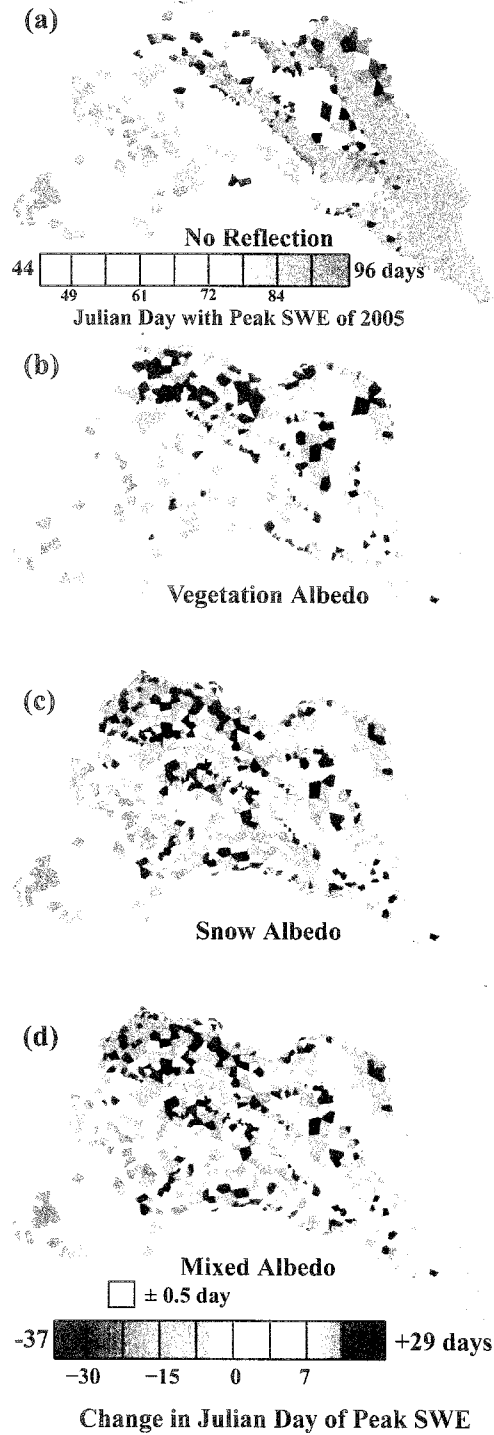 (a)
No Reflection
44 96 days
49 61 72 84
Julian Day with Peak SWE of 2005
(b)
Vegetation Albedo
(c)
Snow Albedo
(d)
Mixed Albedo
± 0.5 day
-37 +29 days
−30 −15 0 7
Change in Julian Day of Peak SWE